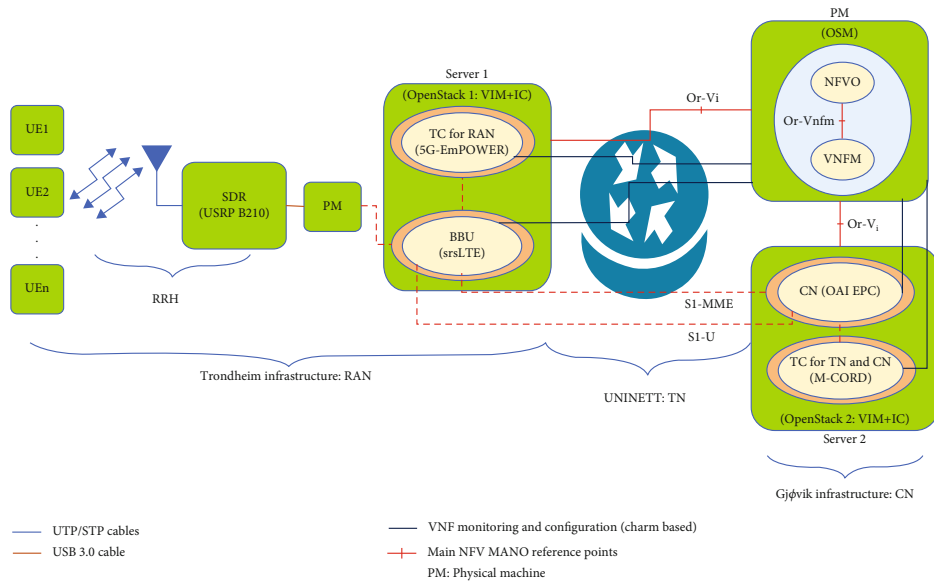 PM
(OSM)
NFVO
Or-Vnfm
VNFM
Server 1
(OpenStack 1: VIM+IC)
Or-Vi
TC for RAN
(5G-EmPOWER)
UE1
UE2
.
.
.
UEn
SDR
(USRP B210)
PM
BBU
(srsLTE)
RRH
Or-Vi
CN (OAI EPC)
S1-MME
S1-U
TC for TN and CN
(M-CORD)
(OpenStack 2: VIM+IC)
Server 2
Trondheim infrastructure: RAN
UNINETT: TN
Gjϕvik infrastructure: CN
UTP/STP cables
USB 3.0 cable
VNF monitoring and configuration (charm based)
Main NFV MANO reference points
PM: Physical machine